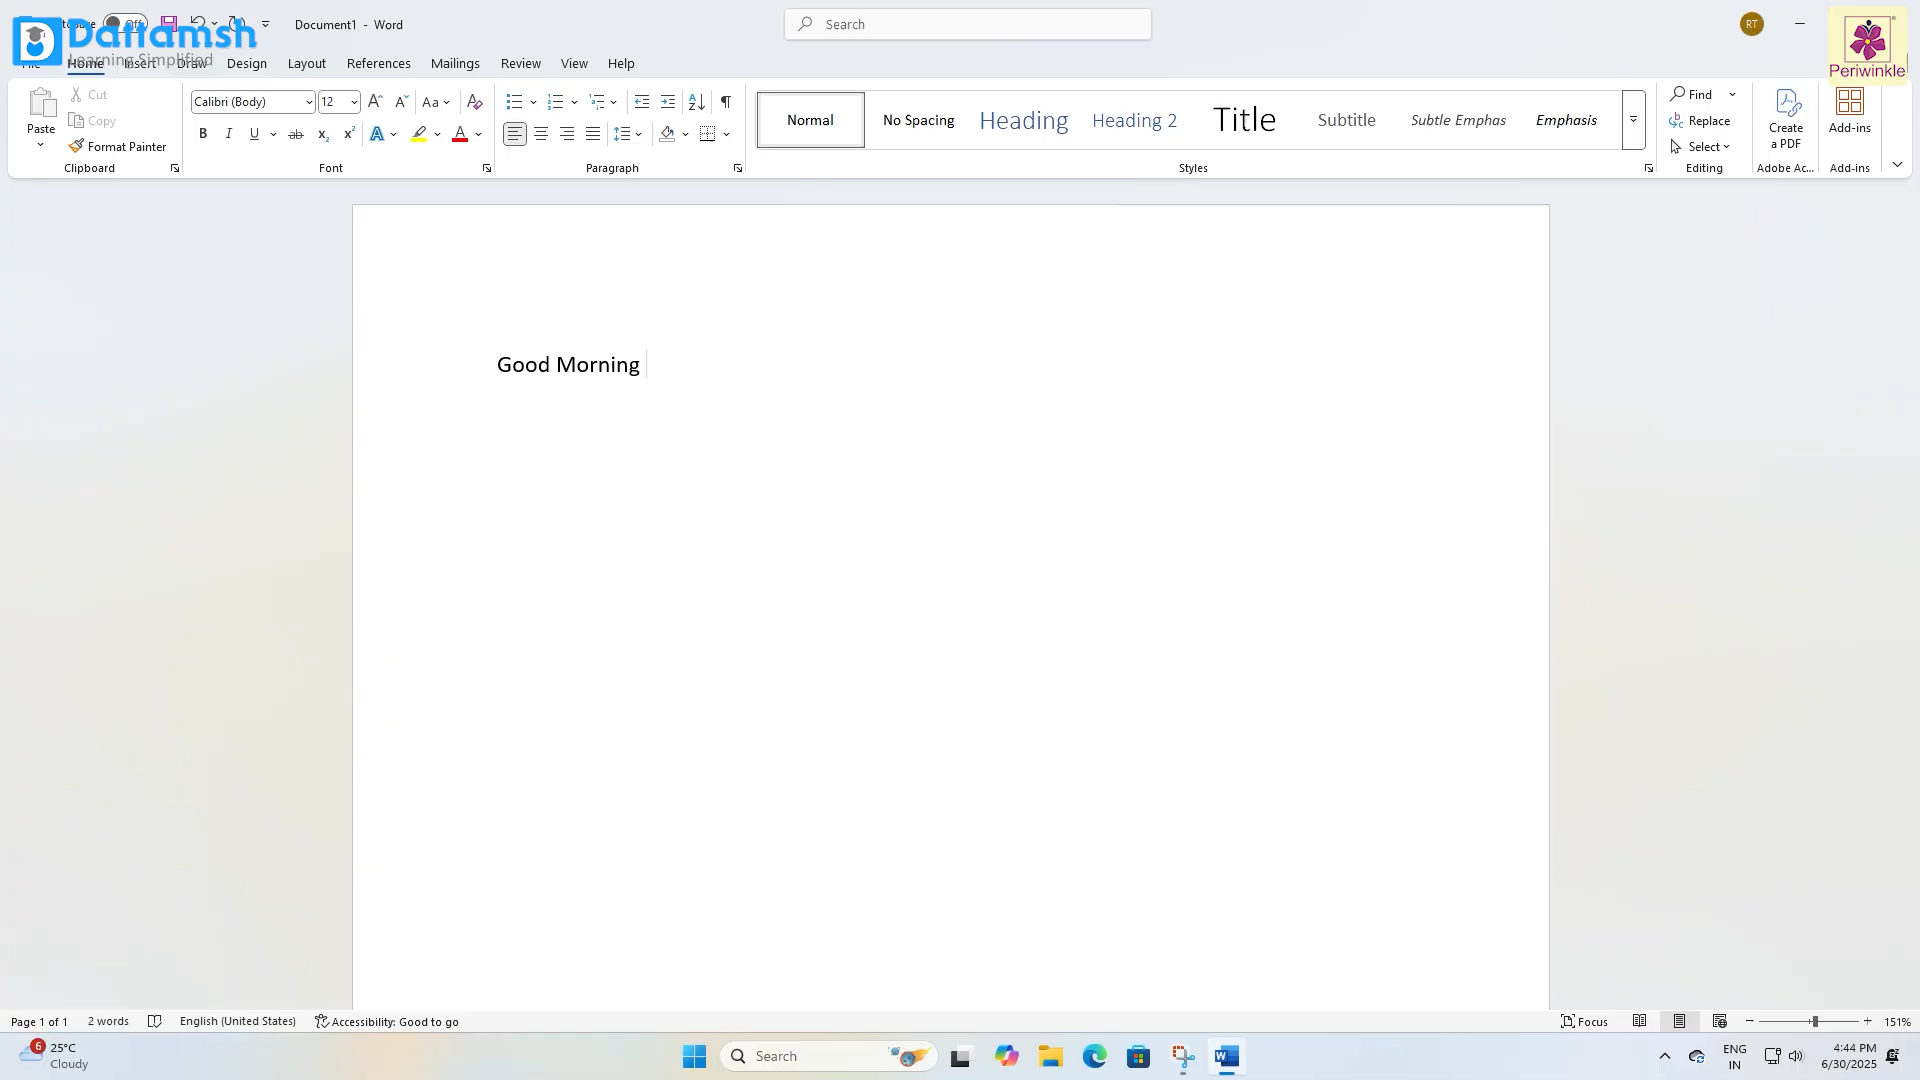 Dattamsh
Learning Simplified
Off
Document1 - Word
Search
RT
Periwinkle
Home Insert Draw Design Layout References Mailings Review View Help
Paste
Cut
Copy
Format Painter
Clipboard
Calibri (Body)
12
Aa
Font
Paragraph
Normal
No Spacing
Heading
Heading 2
Title
Subtitle
Subtle Emphas
Emphasis
Styles
Find
Replace
Select
Editing
Create
a PDF
Adobe Ac...
Add-ins
Add-ins
Good Morning
Page 1 of 1
2 words
English (United States)
Accessibility: Good to go
Focus
151%
6
25°C
Cloudy
Search
ENG
IN
4:44 PM
6/30/2025